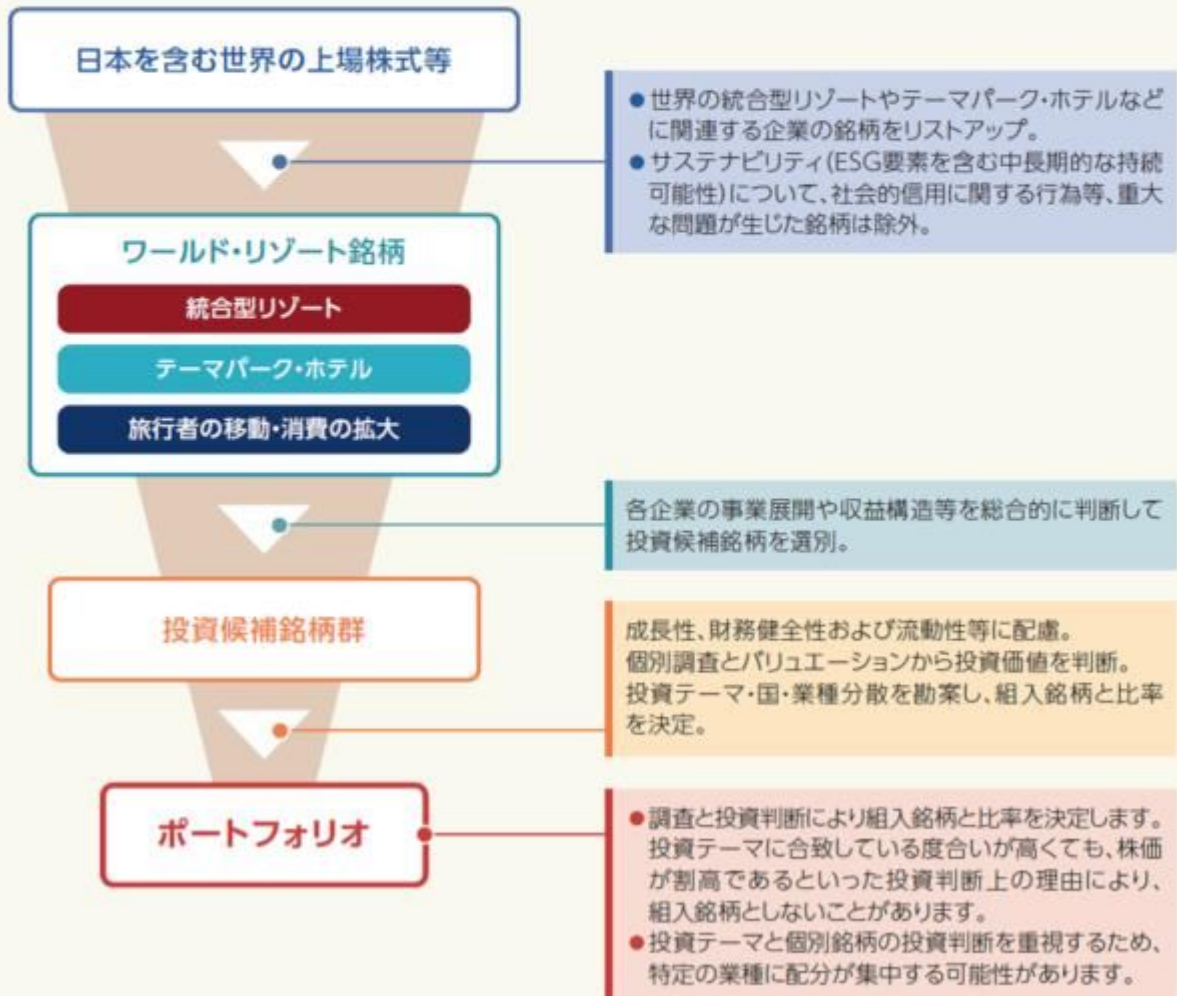 日本を含む世界の上場株式等
●世界の統合型リゾートやテーマパーク・ホテルなど
に関連する企業の銘柄をリストアップ。
●サステナビリティ(ESG要素を含む中長期的な持続
可能性)について、社会的信用に関する行為等、重大
な問題が生じた銘柄は除外。
ワールド・リゾート銘柄
統合型リゾート
テーマパーク・ホテル
旅行者の移動・消費の拡大
各企業の事業展開や収益構造等を総合的に判断して
投資候補銘柄を選別。
投資候補銘柄群
成長性、財務健全性および流動性等に配慮。
個別調査とバリュエーションから投資価値を判断。
投資テーマ・国・業種分散を勘案し、組入銘柄と比率
を決定。
ポートフォリオ
●調査と投資判断により組入銘柄と比率を決定します。
投資テーマに合致している度合いが高くても、株価
が割高であるといった投資判断上の理由により、
組入銘柄としないことがあります。
●投資テーマと個別銘柄の投資判断を重視するため、
特定の業種に配分が集中する可能性があります。